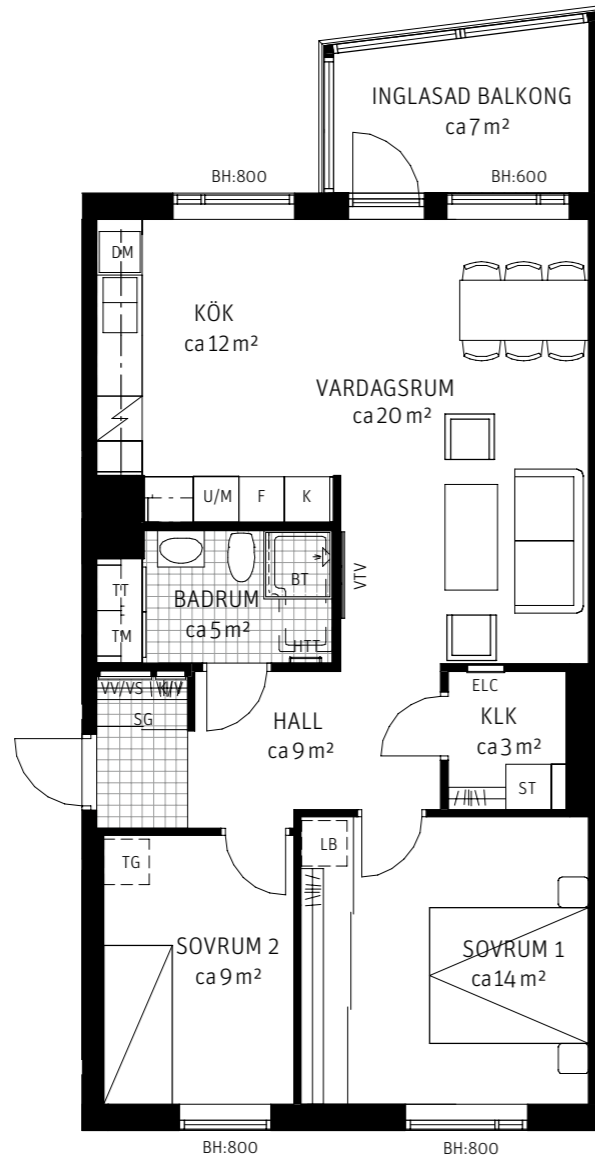 INGLASAD BALKONG
ca 7 m²
BH:800
BH:600
DM
KÖK
ca 12 m²
VARDAGSRUM
ca 20 m²
U/M
F
K
TT
TM
BADRUM
ca 5 m²
BT
HTT
VTV
VV/VS
SG
HALL
ca 9 m²
ELC
KLK
ca 3 m²
ST
TG
LB
SOVRUM 2
ca 9 m²
SOVRUM 1
ca 14 m²
BH:800
BH:800